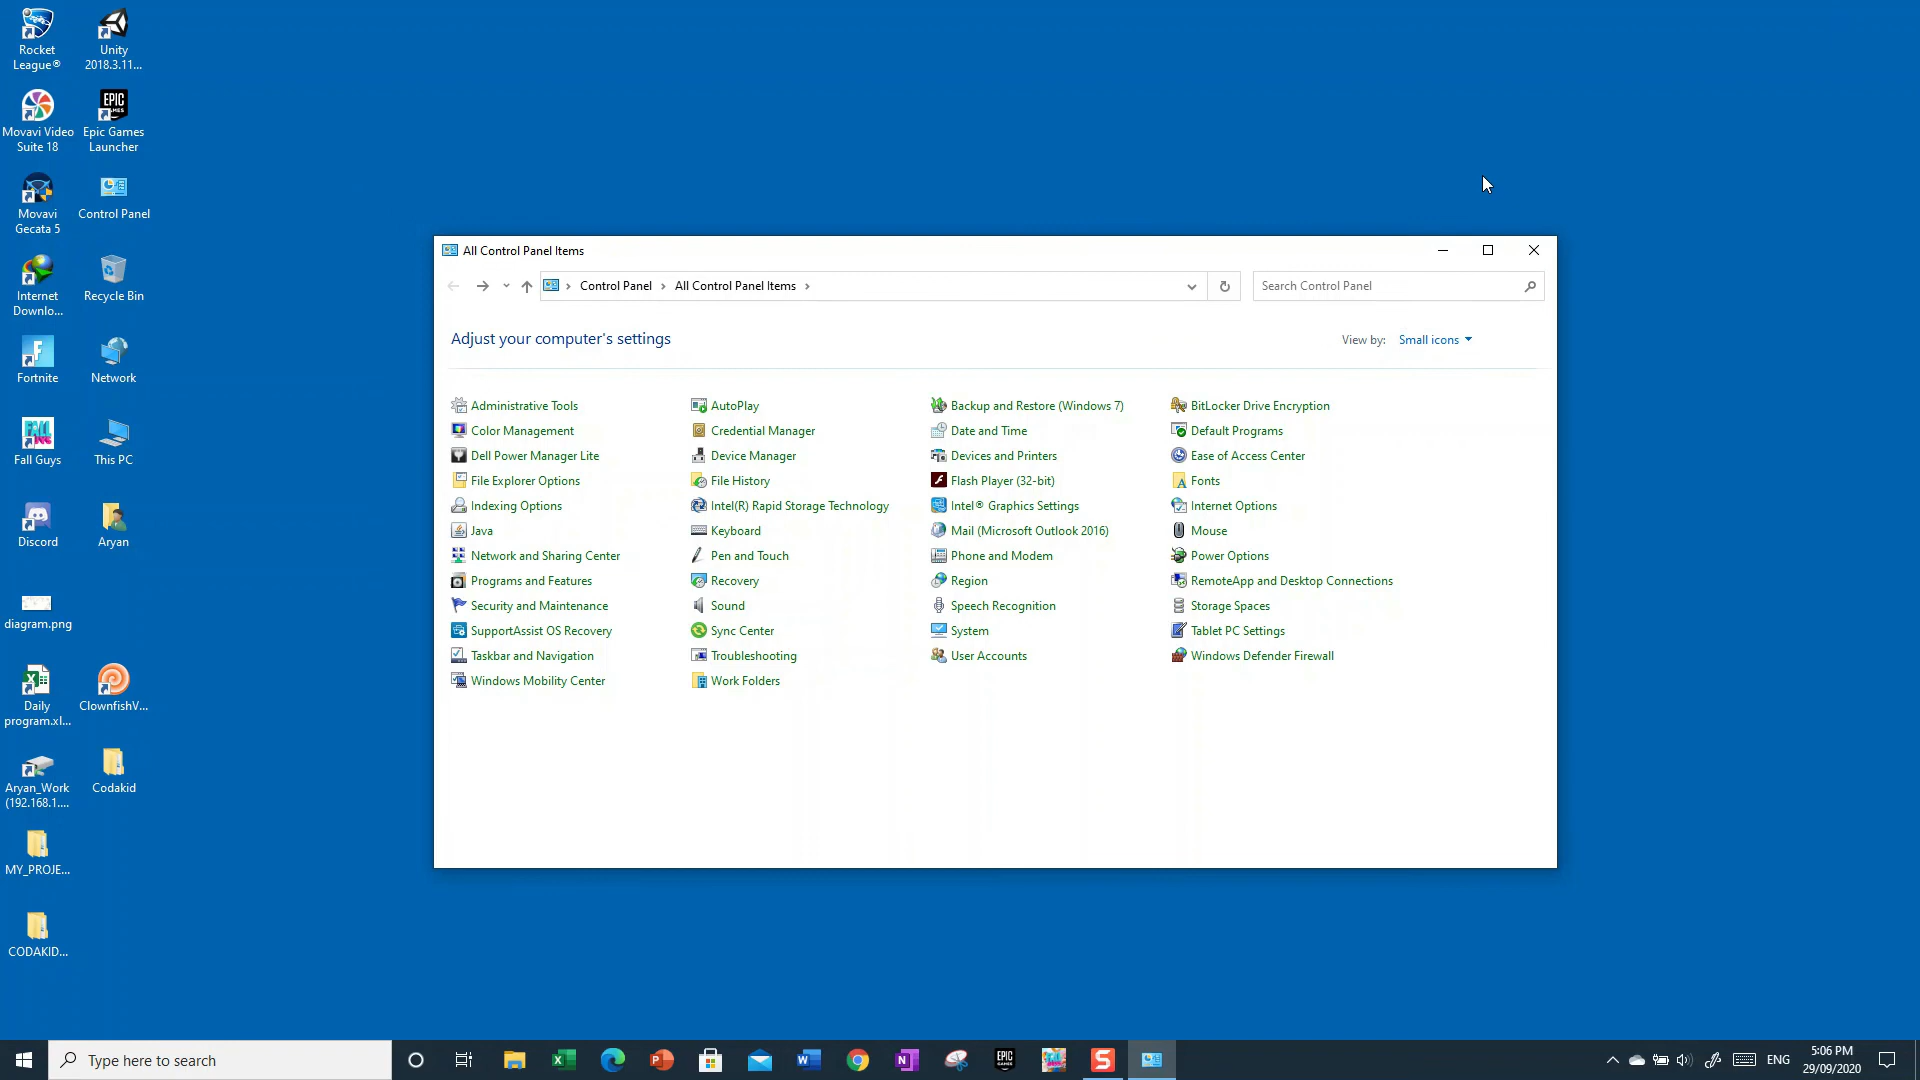 Rocket
League®
Unity
2018.3.11...
Movavi Video
Suite 18
EPIC
GAMES
Epic Games
Launcher
Movavi
Gecata 5
Control Panel
Internet
Downlo...
Recycle Bin
Fortnite
Network
Fall Guys
This PC
Discord
Aryan
diagram.png
Daily
program.xl...
ClownfishV...
Aryan_Work
(192.168.1....
Codakid
MY_PROJE...
CODAKID...
All Control Panel Items
Control Panel
All Control Panel Items
Search Control Panel
Adjust your computer's settings
View by:
Small icons
Administrative Tools
AutoPlay
Backup and Restore (Windows 7)
BitLocker Drive Encryption
Color Management
Credential Manager
Date and Time
Default Programs
Dell Power Manager Lite
Device Manager
Devices and Printers
Ease of Access Center
File Explorer Options
File History
Flash Player (32-bit)
Fonts
Indexing Options
Intel(R) Rapid Storage Technology
Intel® Graphics Settings
Internet Options
Java
Keyboard
Mail (Microsoft Outlook 2016)
Mouse
Network and Sharing Center
Pen and Touch
Phone and Modem
Power Options
Programs and Features
Recovery
Region
RemoteApp and Desktop Connections
Security and Maintenance
Sound
Speech Recognition
Storage Spaces
SupportAssist OS Recovery
Sync Center
System
Tablet PC Settings
Taskbar and Navigation
Troubleshooting
User Accounts
Windows Defender Firewall
Windows Mobility Center
Work Folders
Type here to search
ENG
5:06 PM
29/09/2020